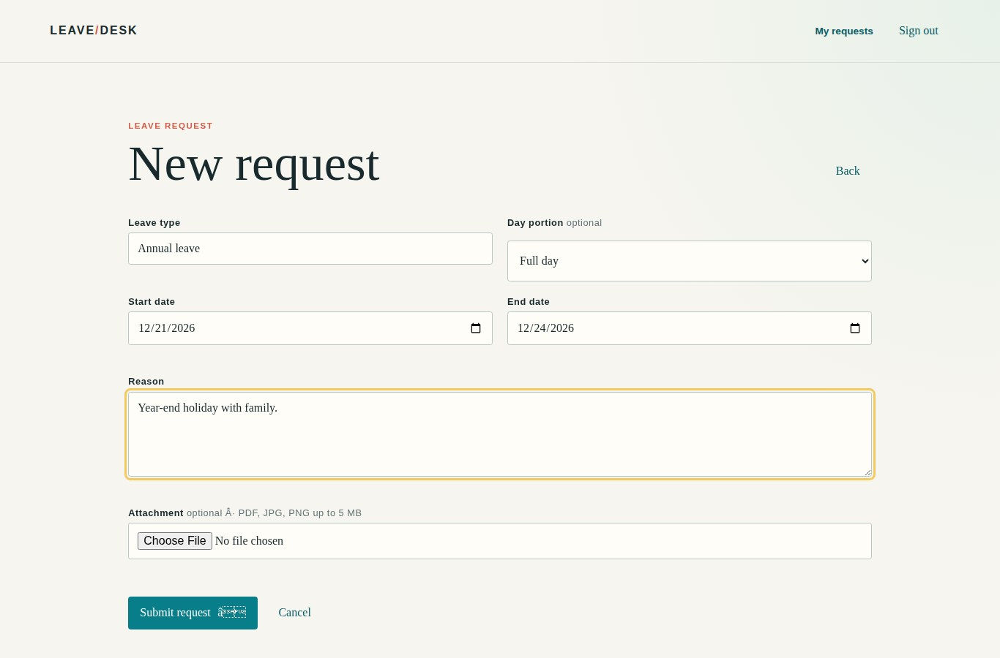 LEAVE/DESK
My requests
Sign out
LEAVE REQUEST
New request
Back
Leave type
Day portion optional
Annual leave
Full day
Start date
End date
12/21/2026
12/24/2026
Reason
Year-end holiday with family.
Attachment optional Â· PDF, JPG, PNG up to 5 MB
Choose File No file chosen
Submit request â
Cancel